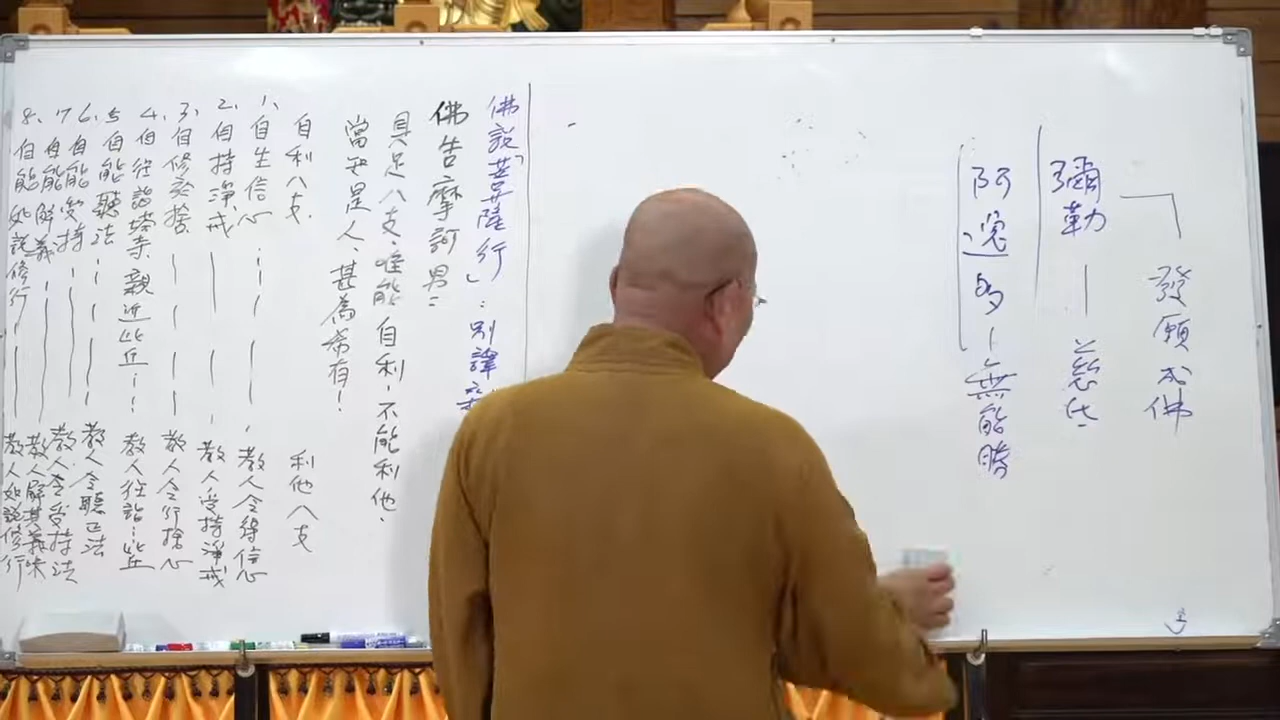 發願成佛
彌勒—慈氏
阿逸多—無能勝
佛說「菩薩行」：別譯
佛告摩訶男：
具足八支、唯能自利、不能利他、
當知是人、甚為希有！
自利八支 利他八支
1、自生信心 教人令得信心
2、自持淨戒 教人受持淨戒
3、自修於捨 教人令行捨心
4、自往詣塔寺親近比丘 教人往詣
5、自能聽法 教人令聽正法
6、自能受持 教人令受持法
7、自能解義 教人解其義味
8、自能如說修行 教人如說修行